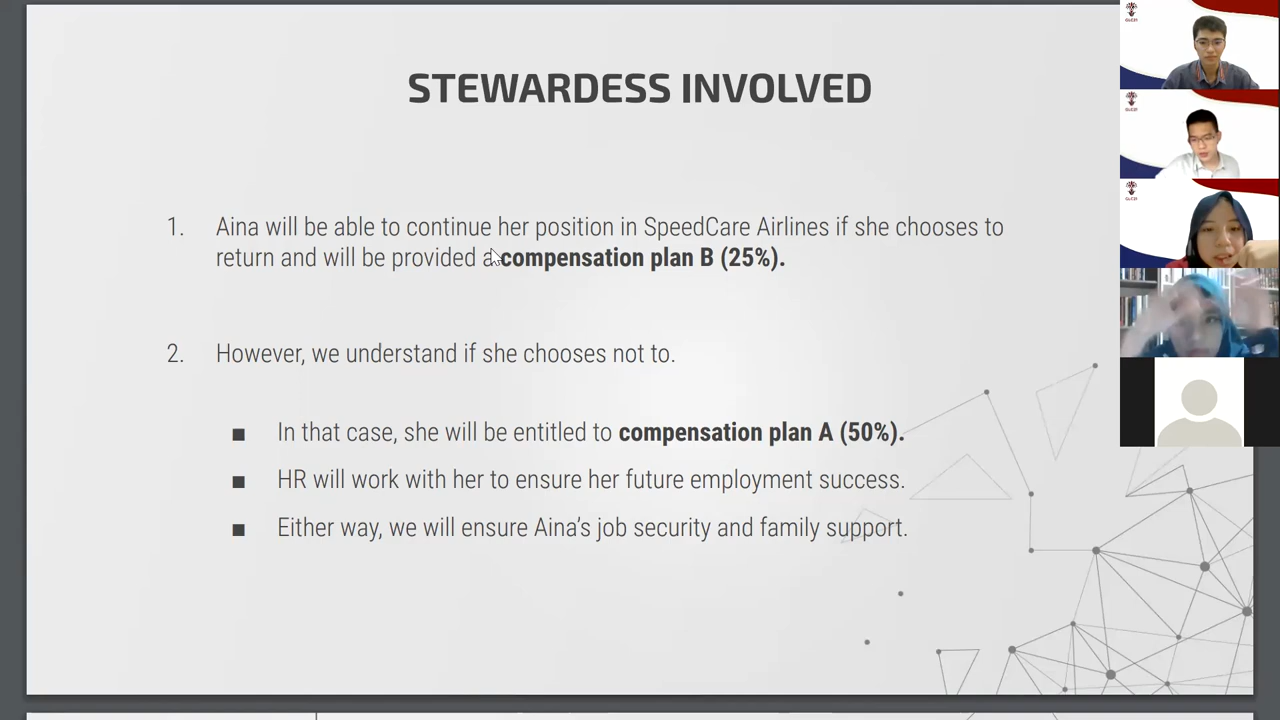 STEWARDESS INVOLVED
1. Aina will be able to continue her position in SpeedCare Airlines if she chooses to
return and will be provided a compensation plan B (25%).
2. However, we understand if she chooses not to.
■ In that case, she will be entitled to compensation plan A (50%).
■ HR will work with her to ensure her future employment success.
■ Either way, we will ensure Aina's job security and family support.